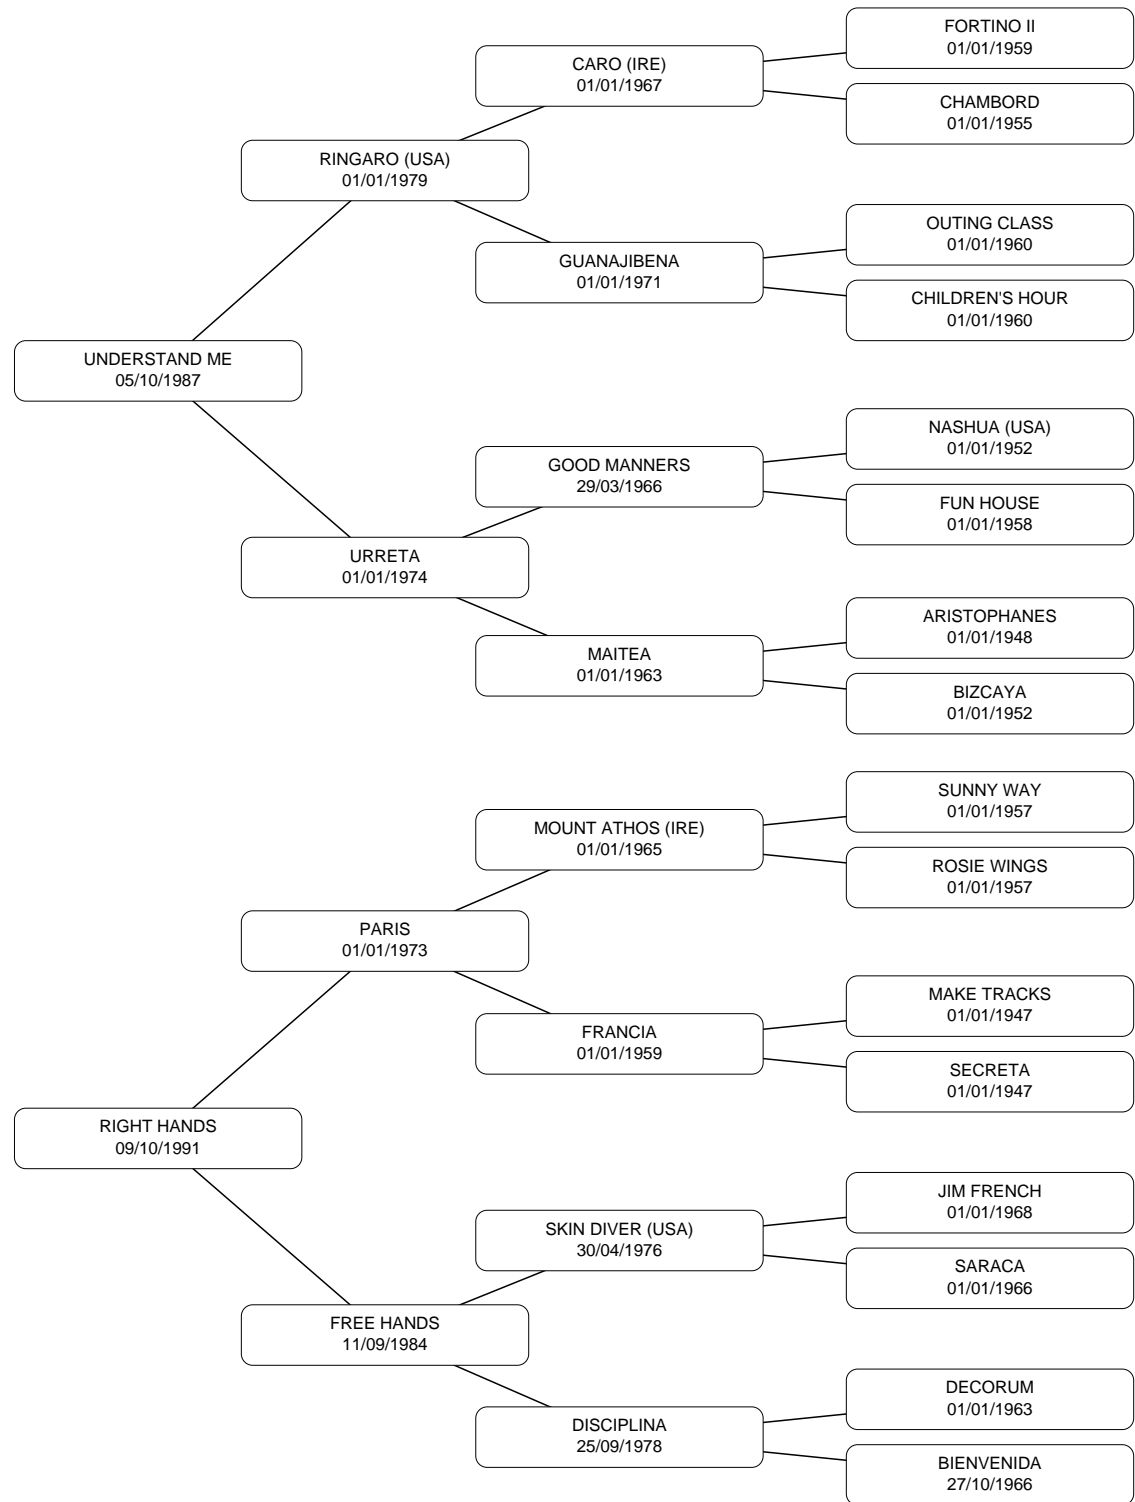 FORTINO II
01/01/1959
CARO (IRE)
01/01/1967
CHAMBORD
01/01/1955
RINGARO (USA)
01/01/1979
OUTING CLASS
01/01/1960
GUANAJIBENA
01/01/1971
CHILDREN'S HOUR
01/01/1960
UNDERSTAND ME
05/10/1987
NASHUA (USA)
01/01/1952
GOOD MANNERS
29/03/1966
FUN HOUSE
01/01/1958
URRETA
01/01/1974
ARISTOPHANES
01/01/1948
MAITEA
01/01/1963
BIZCAYA
01/01/1952
SUNNY WAY
01/01/1957
MOUNT ATHOS (IRE)
01/01/1965
ROSIE WINGS
01/01/1957
PARIS
01/01/1973
MAKE TRACKS
01/01/1947
FRANCIA
01/01/1959
SECRETA
01/01/1947
RIGHT HANDS
09/10/1991
JIM FRENCH
01/01/1968
SKIN DIVER (USA)
30/04/1976
SARACA
01/01/1966
FREE HANDS
11/09/1984
DECORUM
01/01/1963
DISCIPLINA
25/09/1978
BIENVENIDA
27/10/1966